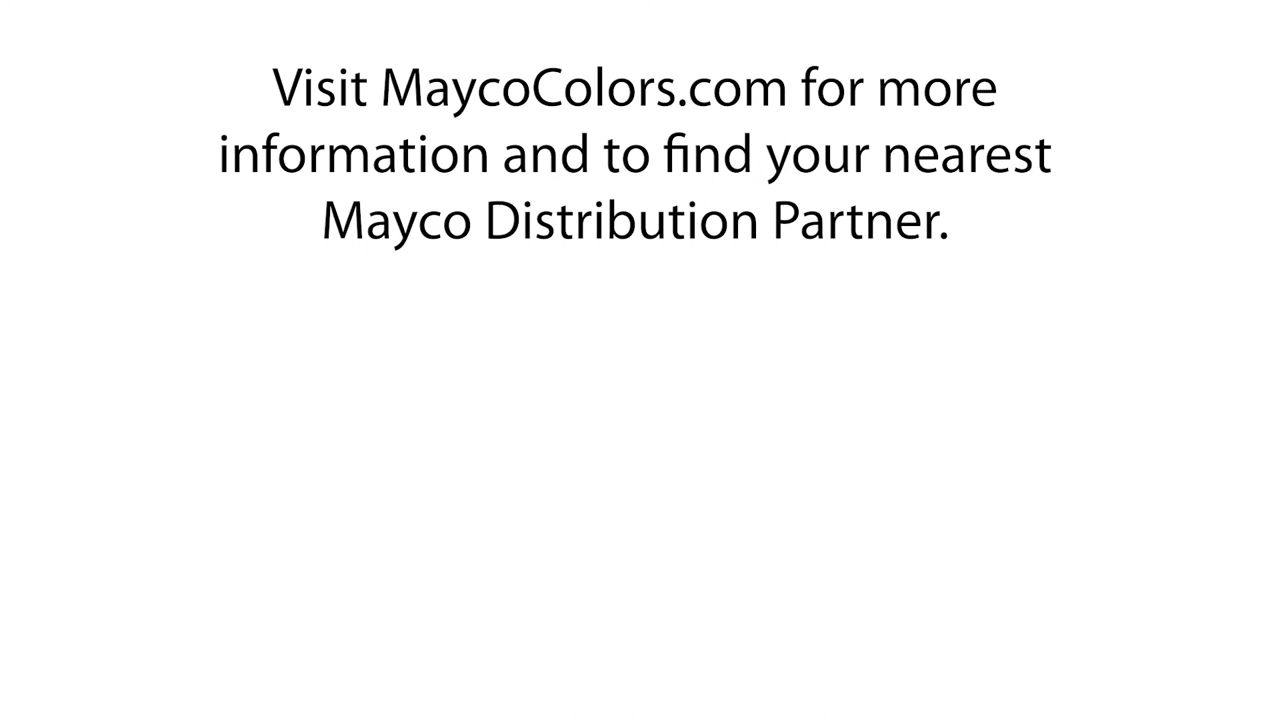 Visit MaycoColors.com for more
information and to find your nearest
Mayco Distribution Partner.